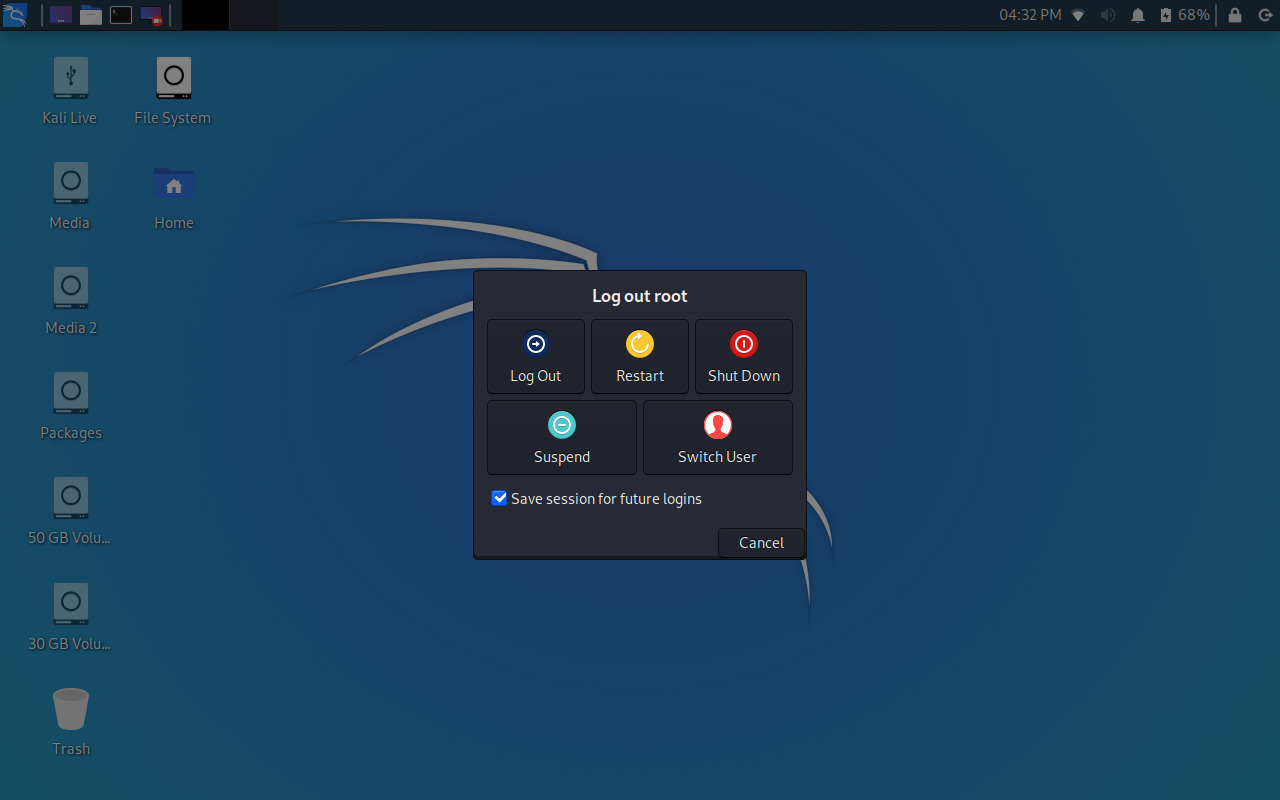 04:32 PM 68%
Kali Live
File System
Media
Home
Media 2
Packages
50 GB Volu...
30 GB Volu...
Trash
Log out root
Log Out
Restart
Shut Down
Suspend
Switch User
Save session for future logins
Cancel